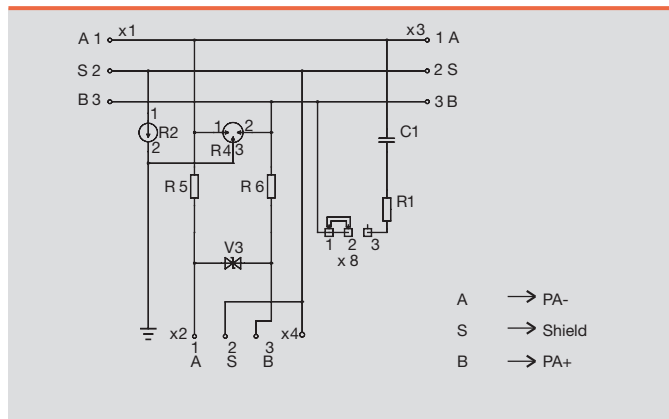 A 1 x1 x3 1 A
S 2 2 S
B 3 3 B
1 1 2 C1
R2
2 R4 3
R 5 R 6 R1
V3 1 2 3
x 8
A → PA-
S → Shield
x2 x4
1 2 3
A S B
B → PA+